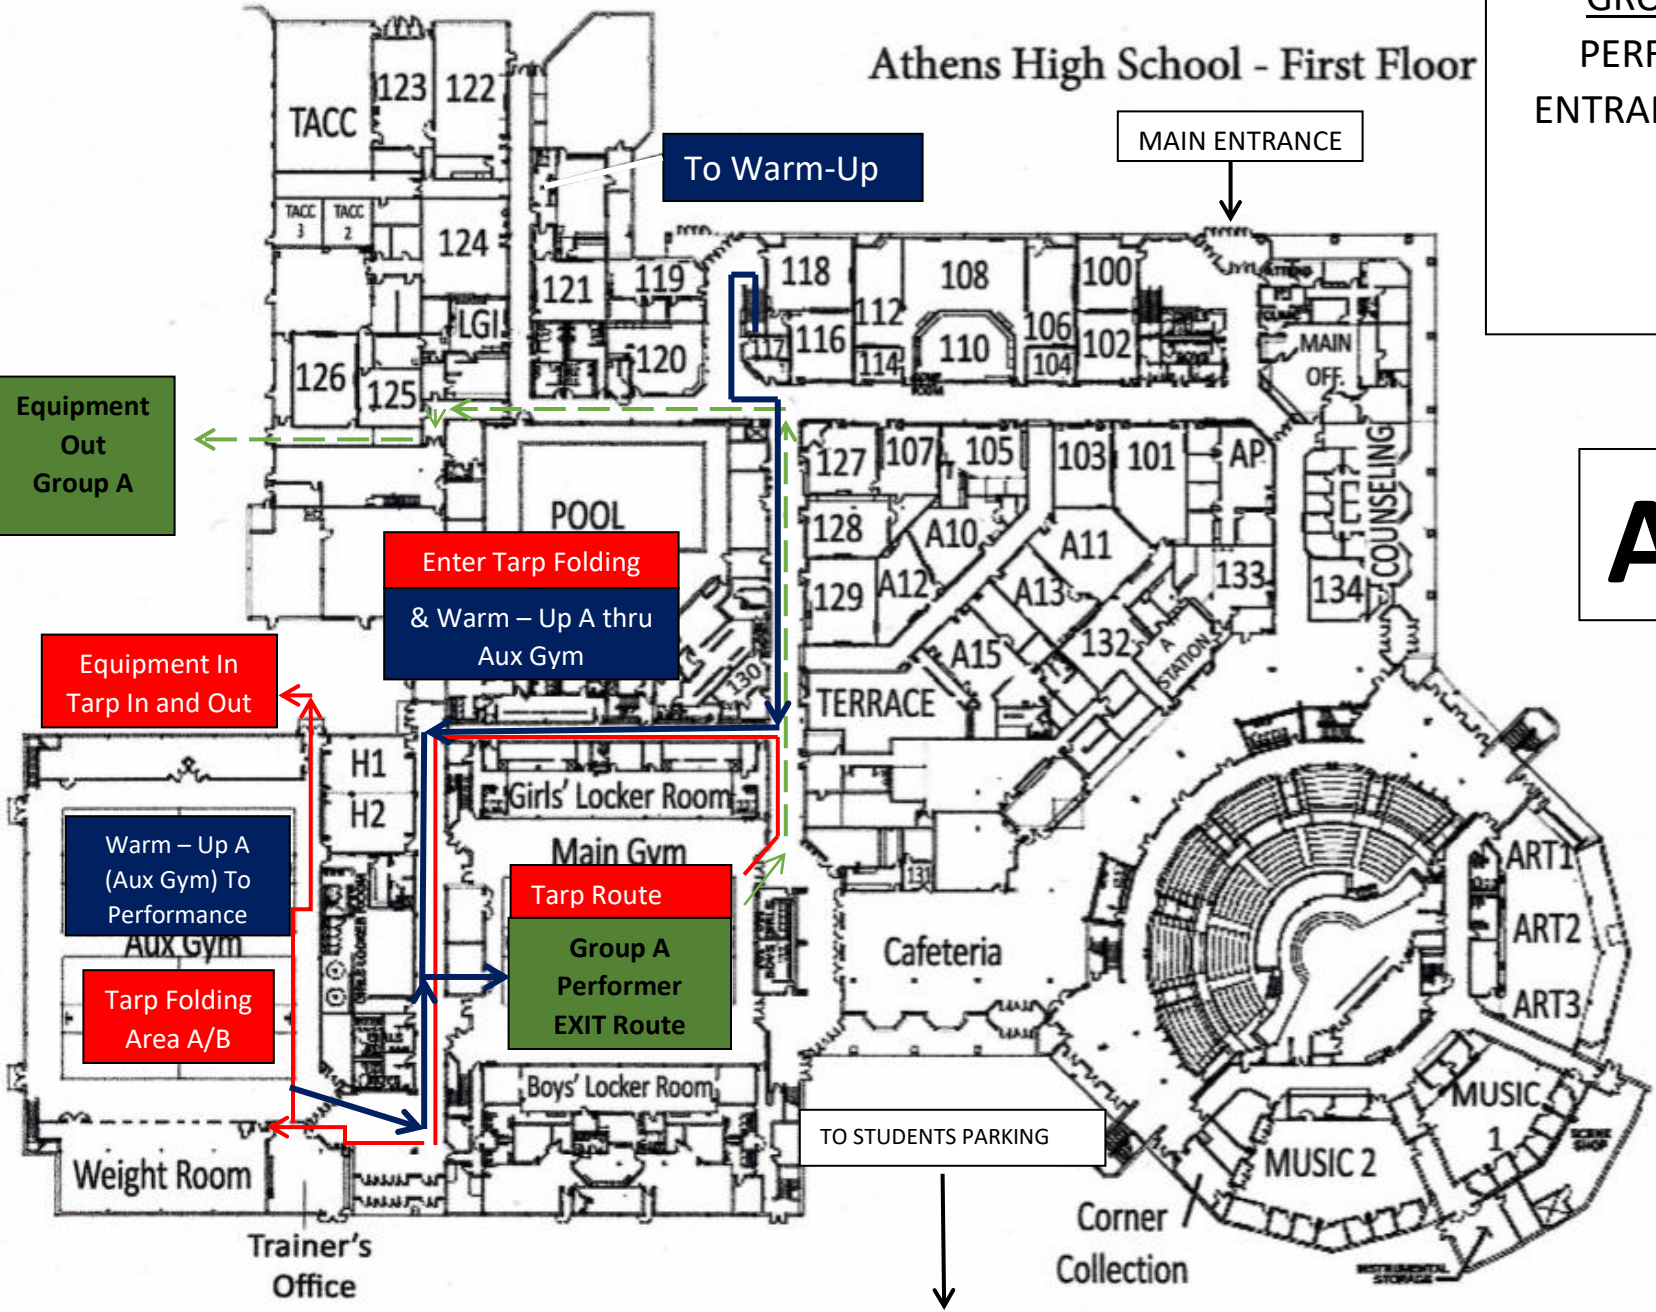 Athens High School - First Floor
PERF
MAIN ENTRANCE
To Warm-Up
TACC
123
122
TACC
3
TACC
2
124
121
119
LGI
120
126
125
118
112
108
100
117
116
114
110
106
104
102
MAIN
OFF.
COUNSELING
Equipment
Out
Group A
POOL
127
107
105
103
101
AP
128
A10
A11
129
A12
A13
133
134
132
A
STATION
A15
130
TERRACE
A
Enter Tarp Folding
& Warm – Up A thru
Aux Gym
Equipment In
Tarp In and Out
H1
H2
Girls' Locker Room
Main Gym
Warm – Up A
(Aux Gym) To
Performance
Aux Gym
Tarp Folding
Area A/B
Tarp Route
Group A
Performer
EXIT Route
131
Cafeteria
ART1
ART2
ART3
Boys' Locker Room
TO STUDENTS PARKING
Weight Room
Trainer's
Office
MUSIC
1
MUSIC 2
SCENE
SHOP
Corner
Collection
INSTRUMENTAL
STORAGE